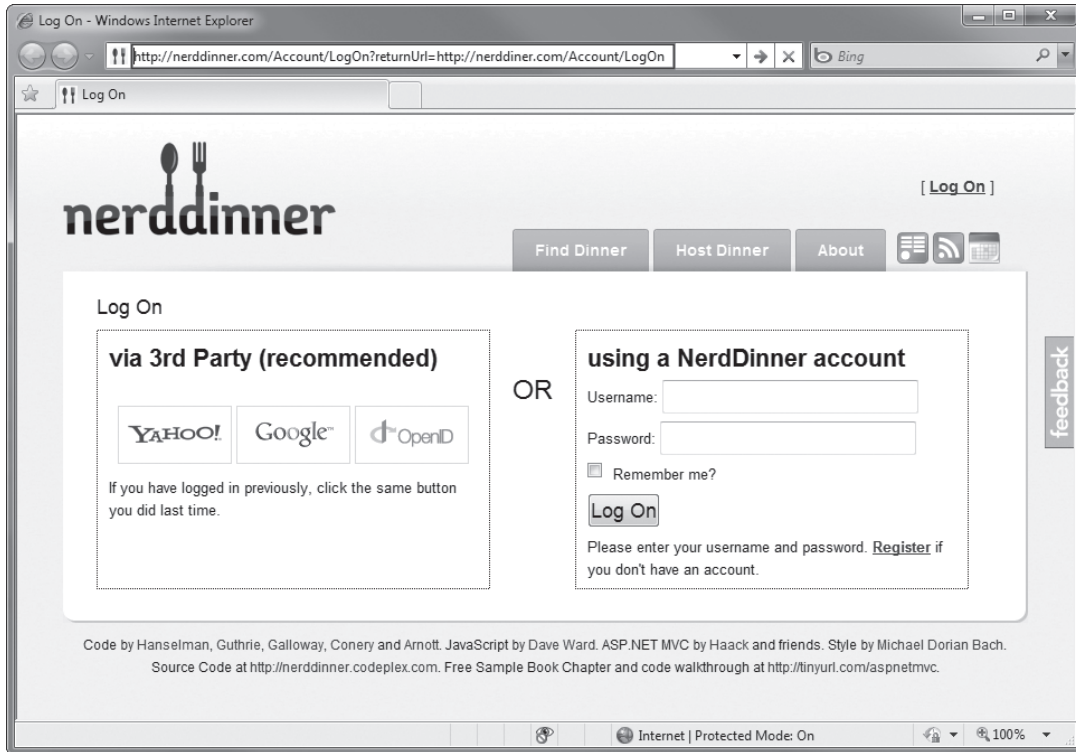 Log On - Windows Internet Explorer
http://nerddinner.com/Account/LogOn?returnUrl=http://nerddiner.com/Account/LogOn
Bing
Log On
nerddinner
[ Log On ]
Find Dinner
Host Dinner
About
Log On
via 3rd Party (recommended)
YAHOO!
Google™
OpenID
If you have logged in previously, click the same button
you did last time.
OR
using a NerdDinner account
Username:
Password:
Remember me?
Log On
Please enter your username and password. Register if
you don't have an account.
feedback
Code by Hanselman, Guthrie, Galloway, Conery and Arnott. JavaScript by Dave Ward. ASP.NET MVC by Haack and friends. Style by Michael Dorian Bach.
Source Code at http://nerddinner.codeplex.com. Free Sample Book Chapter and code walkthrough at http://tinyurl.com/aspnetmvc.
Internet | Protected Mode: On
100%